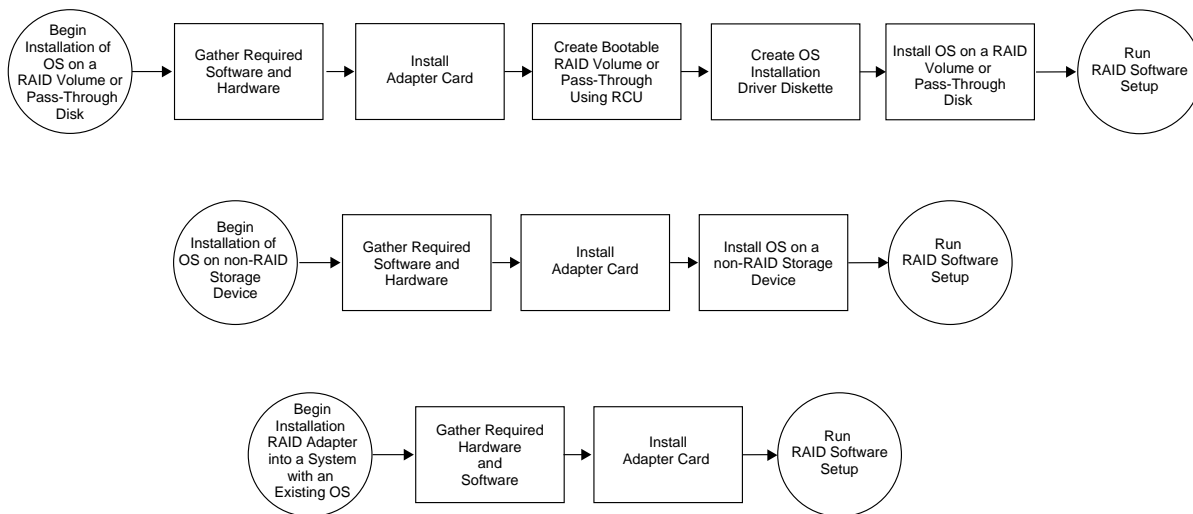 Begin
Installation of
OS on a
RAID Volume or
Pass-Through
Disk
Gather Required
Software and
Hardware
Install
Adapter Card
Create Bootable
RAID Volume or
Pass-Through
Using RCU
Create OS
Installation
Driver Diskette
Install OS on a RAID
Volume or
Pass-Through
Disk
Run
RAID Software
Setup
Begin
Installation of
OS on non-RAID
Storage
Device
Gather Required
Software and
Hardware
Install
Adapter Card
Install OS on a
non-RAID Storage
Device
Run
RAID Software
Setup
Begin
Installation
RAID Adapter
into a System
with an
Existing OS
Gather Required
Hardware
and
Software
Install
Adapter Card
Run
RAID Software
Setup